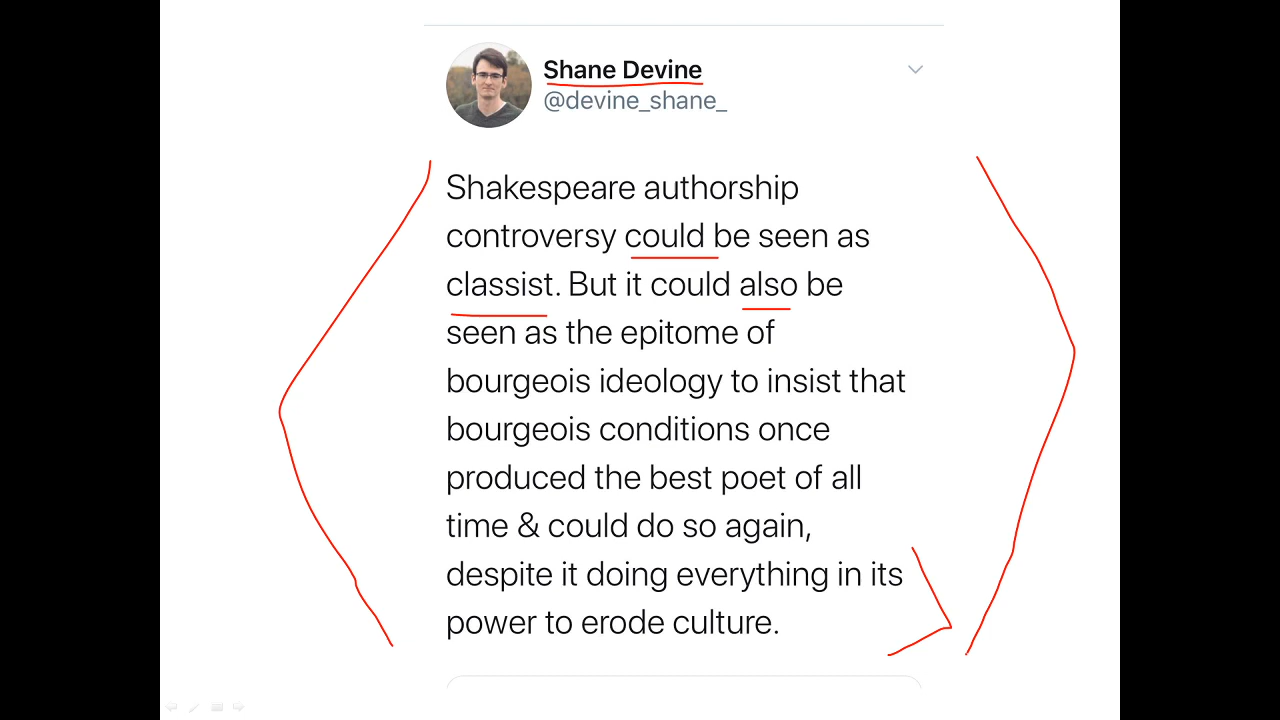 Shane Devine
@devine_shane_
Shakespeare authorship
controversy could be seen as
classist. But it could also be
seen as the epitome of
bourgeois ideology to insist that
bourgeois conditions once
produced the best poet of all
time & could do so again,
despite it doing everything in its
power to erode culture.